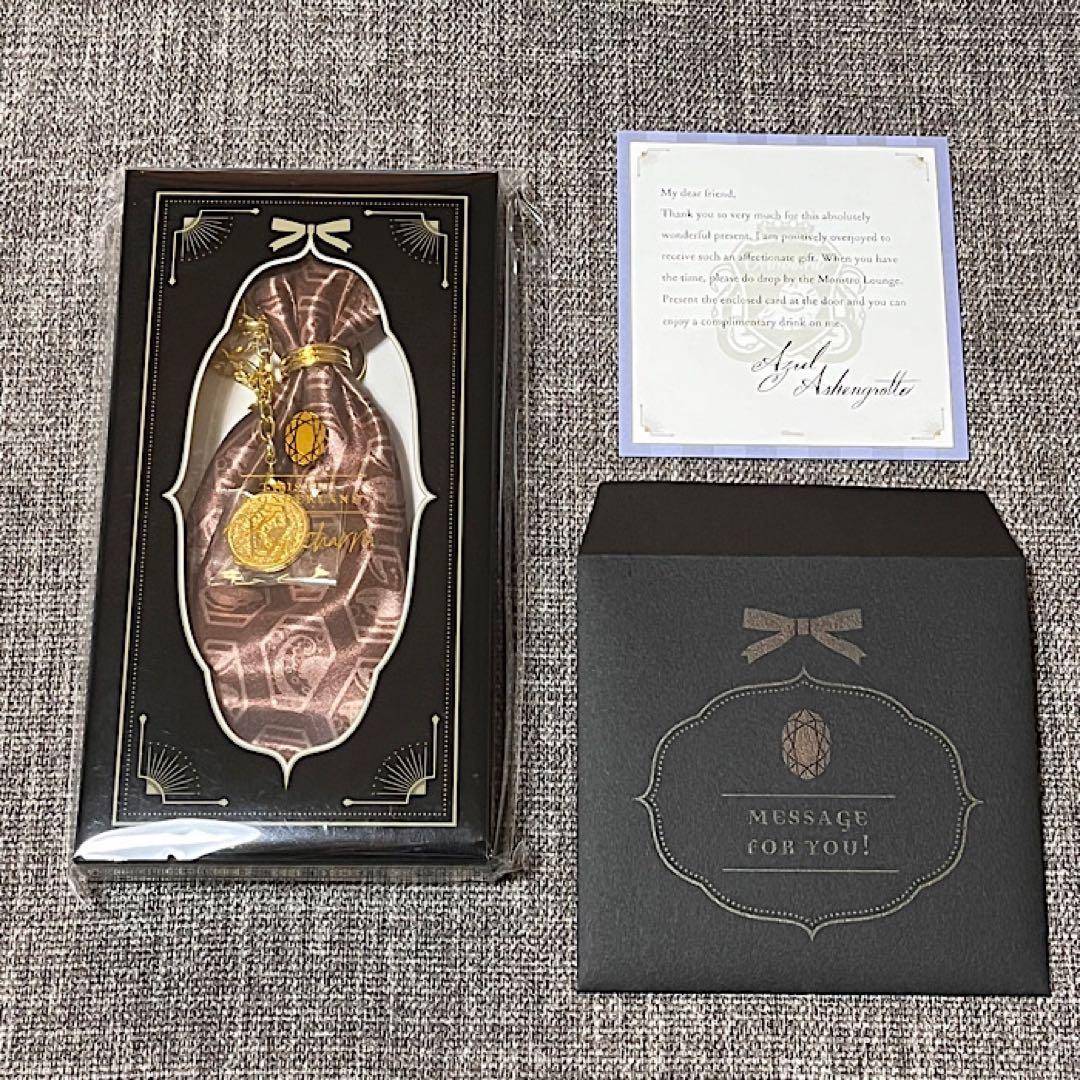 My dear friend,
Thank you so very much for this absolutely
wonderful present. I am positively overjoyed to
receive such an affectionate gift. When you have
the time, please do drop by the Monstro Lounge.
Present the enclosed card at the door and you can
enjoy a complimentary drink on me.
Azul
Ashengrotto
MESSAGE
FOR YOU!